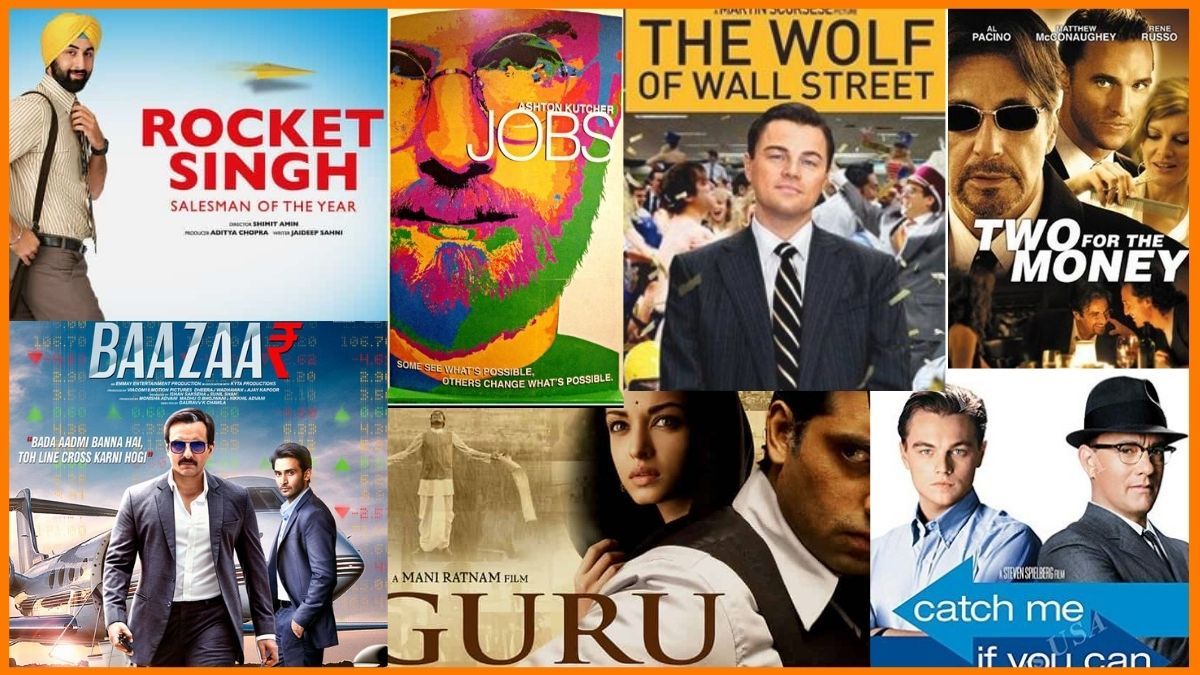 ROCKET
SINGH
SALESMAN OF THE YEAR
DIRECTOR SHIMIT AMIN
PRODUCER ADITYA CHOPRA WRITER JAIDEEP SAHNI
ASHTON KUTCHER
JOBS
SOME SEE WHAT'S POSSIBLE,
OTHERS CHANGE WHAT'S POSSIBLE.
A MARTIN SCORSESE PICTURE
THE WOLF
OF WALL STREET
AL PACINO
MATTHEW McCONAUGHEY
RENE RUSSO
TWO FOR THE
MONEY
BAAZAA₹
"BADA AADMI BANNA HAI,
TOH LINE CROSS KARNI HOGI"
A MANI RATNAM FILM
GURU
A STEVEN SPIELBERG FILM
catch me
if you can
USA